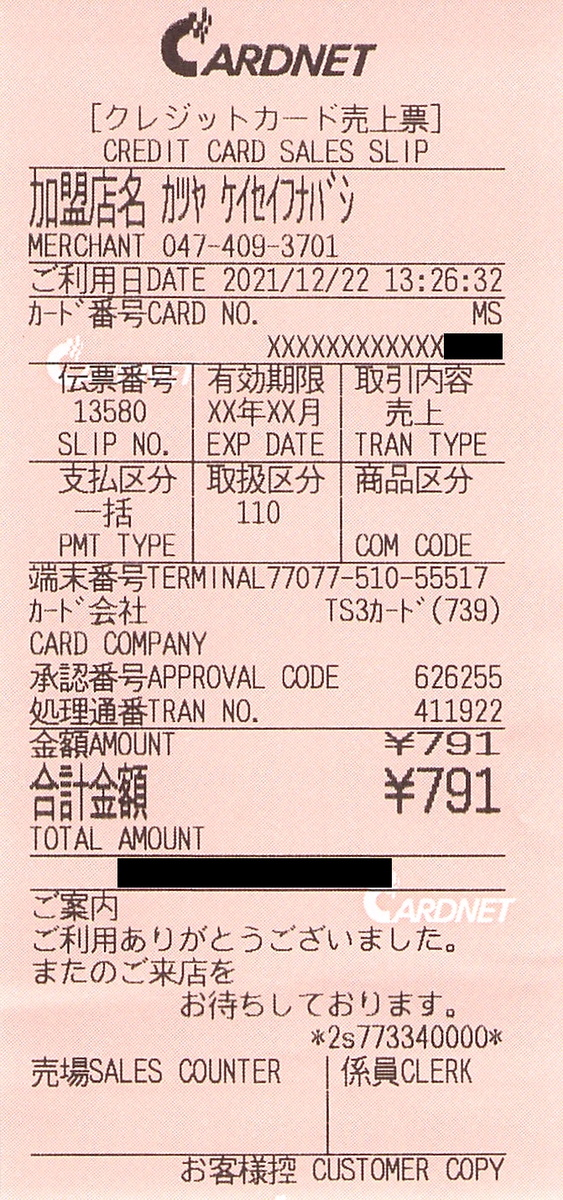 CARDNET
[クレジットカード売上票]
CREDIT CARD SALES SLIP
加盟店名 カツヤ ケイセイフナバシ
MERCHANT 047-409-3701
ご利用日DATE 2021/12/22 13:26:32
カード番号CARD NO. MS
XXXXXXXXXXXX
伝票番号 有効期限 取引内容
13580 XX年XX月 売上
SLIP NO. EXP DATE TRAN TYPE
支払区分 取扱区分 商品区分
一括 110
PMT TYPE COM CODE
端末番号TERMINAL77077-510-55517
カード会社 TS3カード(739)
CARD COMPANY
承認番号APPROVAL CODE 626255
処理通番TRAN NO. 411922
金額AMOUNT ¥791
合計金額 ¥791
TOTAL AMOUNT
ご案内
CARDNET
ご利用ありがとうございました。
またのご来店を
お待ちしております。
*2s773340000*
売場SALES COUNTER 係員CLERK
お客様控 CUSTOMER COPY